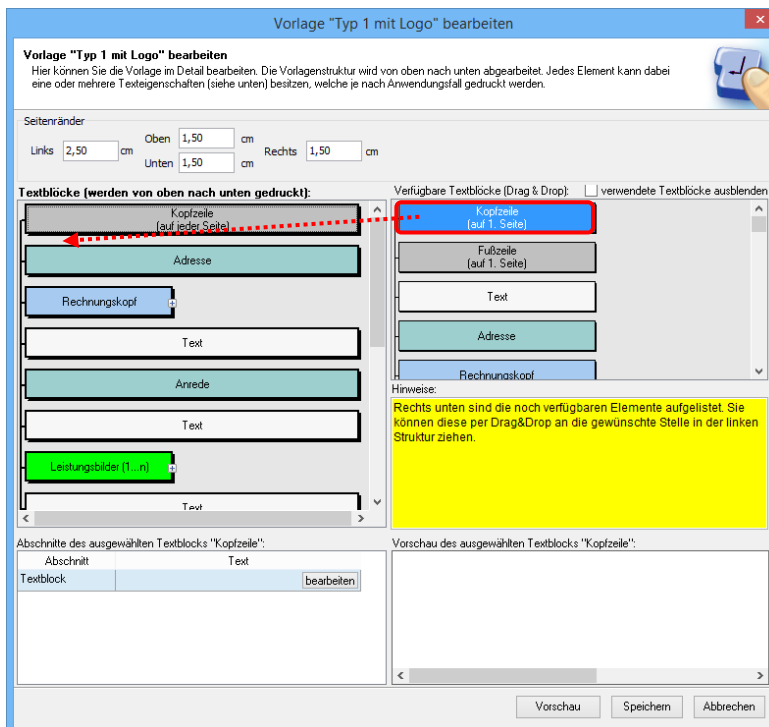 Vorlage "Typ 1 mit Logo" bearbeiten
Vorlage "Typ 1 mit Logo" bearbeiten
Hier können Sie die Vorlage im Detail bearbeiten. Die Vorlagenstruktur wird von oben nach unten abgearbeitet. Jedes Element kann dabei
eine oder mehrere Texteigenschaften (siehe unten) besitzen, welche je nach Anwendungsfall gedruckt werden.
Seitenränder
Links 2,50 cm Oben 1,50 cm Rechts 1,50 cm
Unten 1,50 cm
Textblöcke (werden von oben nach unten gedruckt):
Kopfzeile
(auf jeder Seite)
Adresse
Rechnungskopf
Text
Anrede
Text
Leistungsbilder (1...n)
Text
Verfügbare Textblöcke (Drag & Drop): verwendete Textblöcke ausblenden
Kopfzeile
(auf 1. Seite)
Fußzeile
(auf 1. Seite)
Text
Adresse
Rechnungskopf
Hinweise:
Rechts unten sind die noch verfügbaren Elemente aufgelistet. Sie
können diese per Drag&Drop an die gewünschte Stelle in der linken
Struktur ziehen.
Abschnitte des ausgewählten Textblocks "Kopfzeile":
Abschnitt Text
Textblock bearbeiten
Vorschau des ausgewählten Textblocks "Kopfzeile":
Vorschau Speichern Abbrechen